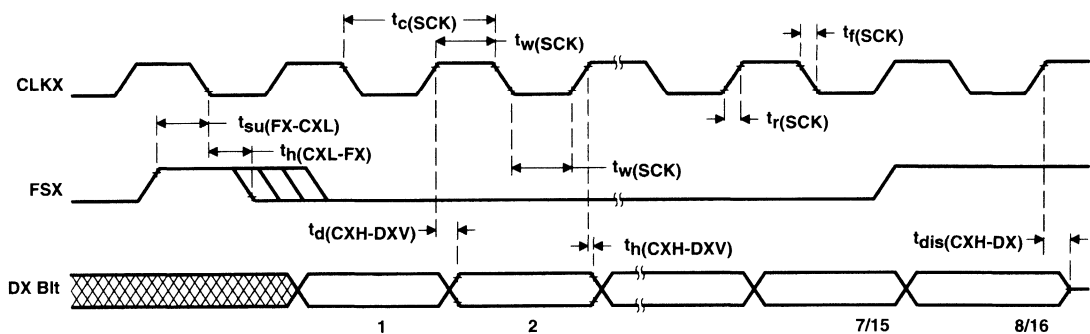 tc(SCK)
tw(SCK)
tf(SCK)
CLKX
tsu(FX-CXL)
tr(SCK)
th(CXL-FX)
tw(SCK)
FSX
td(CXH-DXV)
th(CXH-DXV)
tdis(CXH-DX)
DX BIt
1
2
7/15
8/16